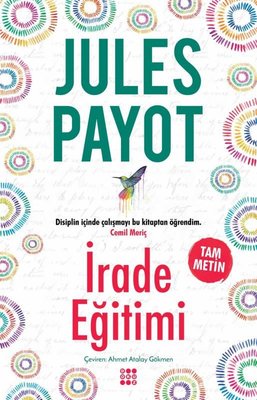 JULES
PAYOT
Disiplin içinde çalışmayı bu kitaptan öğrendim.
Cemil Meriç
TAM
METİN
İrade
Eğitimi
Çeviren: Ahmet Atalay Gökmen